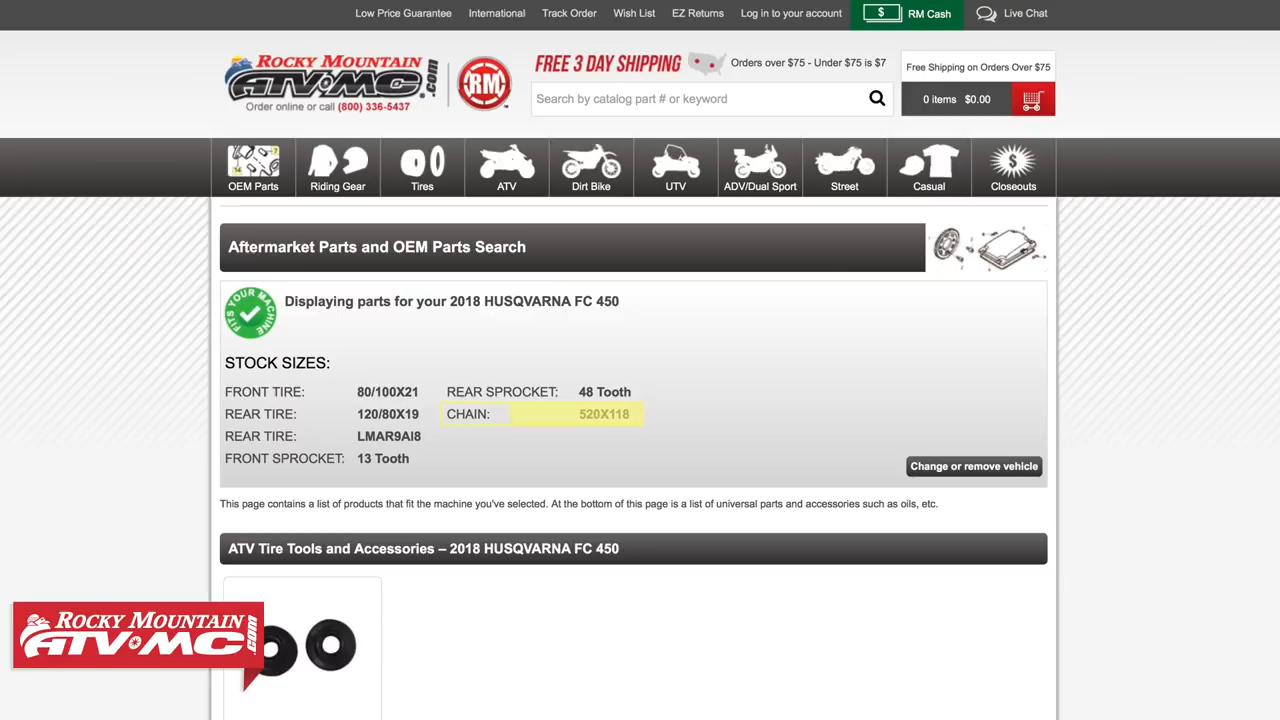 Low Price Guarantee International Track Order Wish List EZ Returns Log in to your account $ RM Cash Live Chat
ROCKY MOUNTAIN
ATV MC.com
Order online or call (800) 336-5437
RM
FREE 3 DAY SHIPPING Orders over $75 - Under $75 is $7
Search by catalog part # or keyword
Free Shipping on Orders Over $75
0 items $0.00
OEM Parts Riding Gear Tires ATV Dirt Bike UTV ADV/Dual Sport Street Casual Closeouts
Aftermarket Parts and OEM Parts Search
FITS YOUR MACHINE
Displaying parts for your 2018 HUSQVARNA FC 450
STOCK SIZES:
FRONT TIRE: 80/100X21 REAR SPROCKET: 48 Tooth
REAR TIRE: 120/80X19 CHAIN: 520X118
REAR TIRE: LMAR9AI8
FRONT SPROCKET: 13 Tooth
Change or remove vehicle
This page contains a list of products that fit the machine you've selected. At the bottom of this page is a list of universal parts and accessories such as oils, etc.
ATV Tire Tools and Accessories – 2018 HUSQVARNA FC 450
ROCKY MOUNTAIN
ATV MC.com